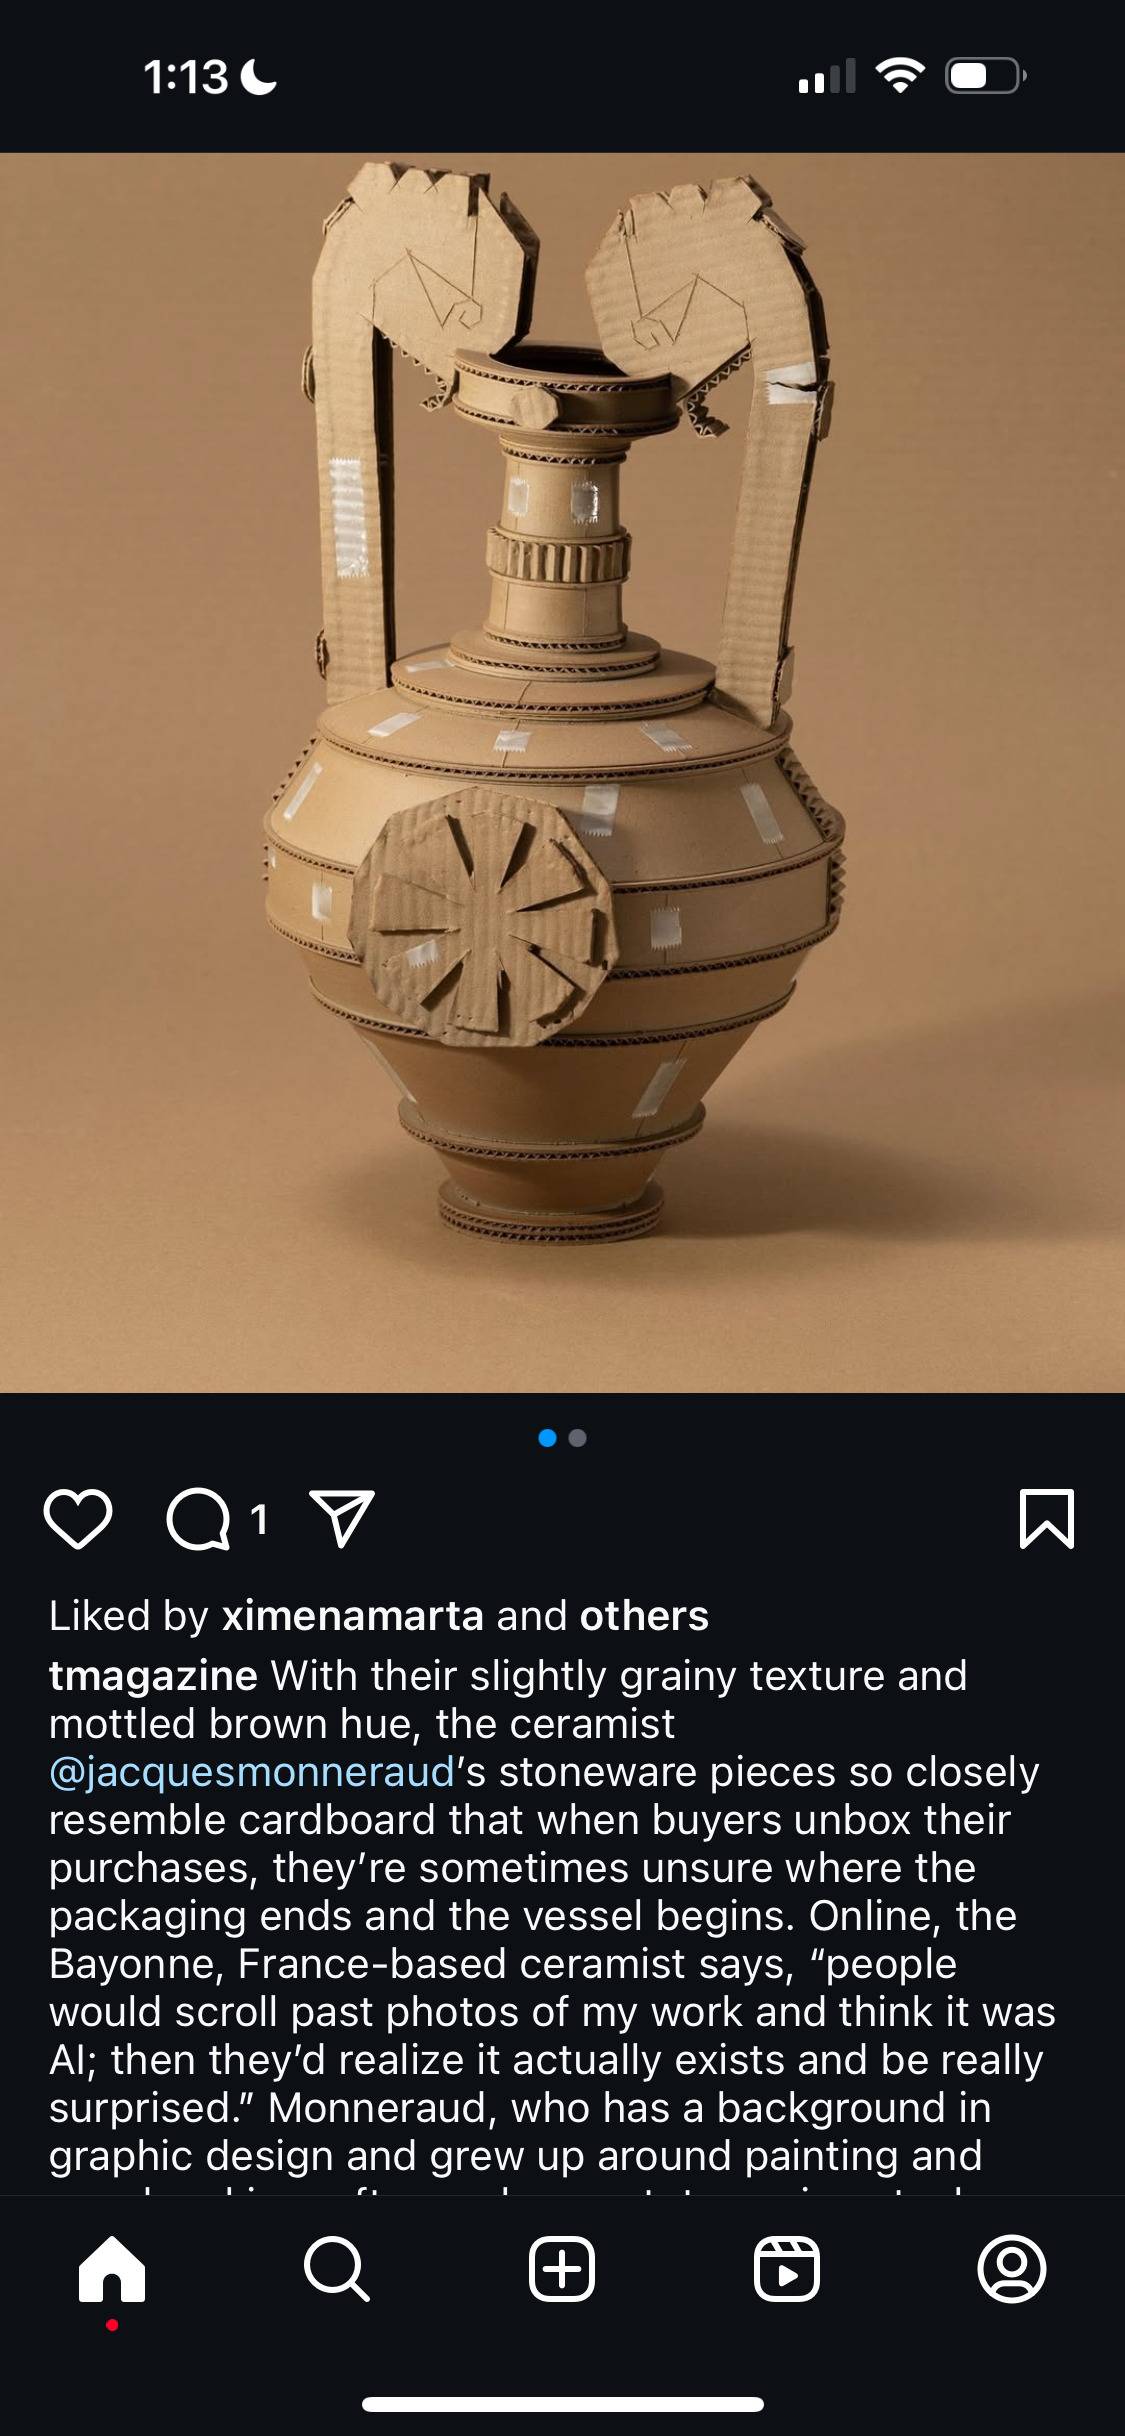 1:13
1
Liked by ximenamarta and others
tmagazine With their slightly grainy texture and
mottled brown hue, the ceramist
@jacquesmonneraud’s stoneware pieces so closely
resemble cardboard that when buyers unbox their
purchases, they’re sometimes unsure where the
packaging ends and the vessel begins. Online, the
Bayonne, France-based ceramist says, “people
would scroll past photos of my work and think it was
AI; then they’d realize it actually exists and be really
surprised.” Monneraud, who has a background in
graphic design and grew up around painting and